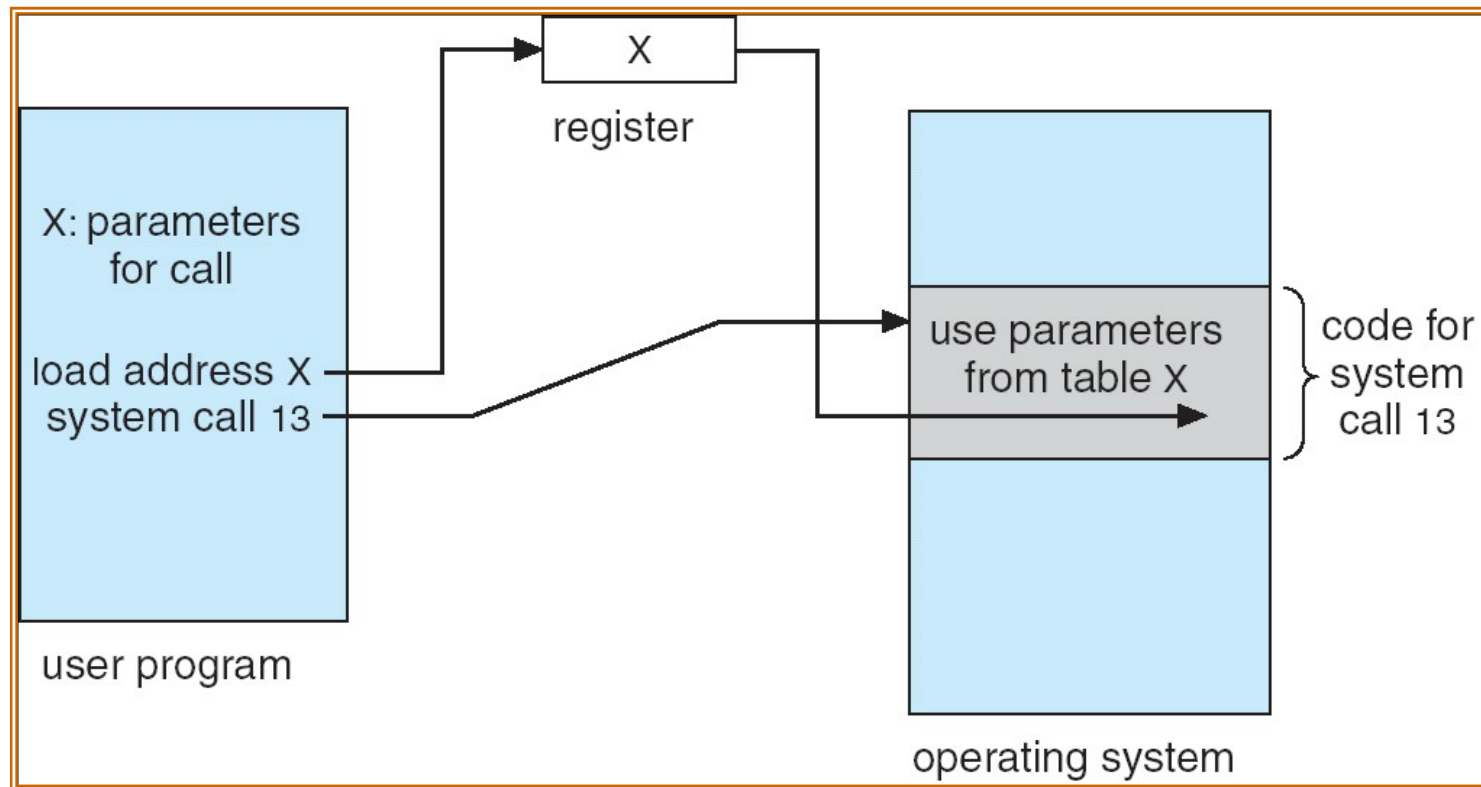 X
register
X: parameters
for call
load address X
system call 13
user program
use parameters
from table X
code for
system
call 13
operating system